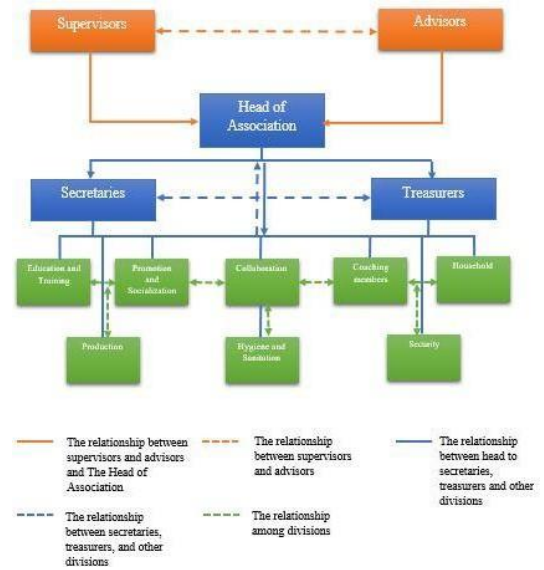 Supervisors
Advisors
Head of
Association
Secretaries
Treasurers
Education and
Training
Promotion and
Socialization
Collaboration
Coaching
members
Household
Production
Hygiene and
Sanitation
Security
The relationship between
supervisors and advisors
and The Head of
Association
The relationship
between supervisors
and advisors
The relationship
between head to
secretaries,
treasurers and other
divisions
The relationship
between secretaries,
treasurers, and other
divisions
The relationship
among divisions